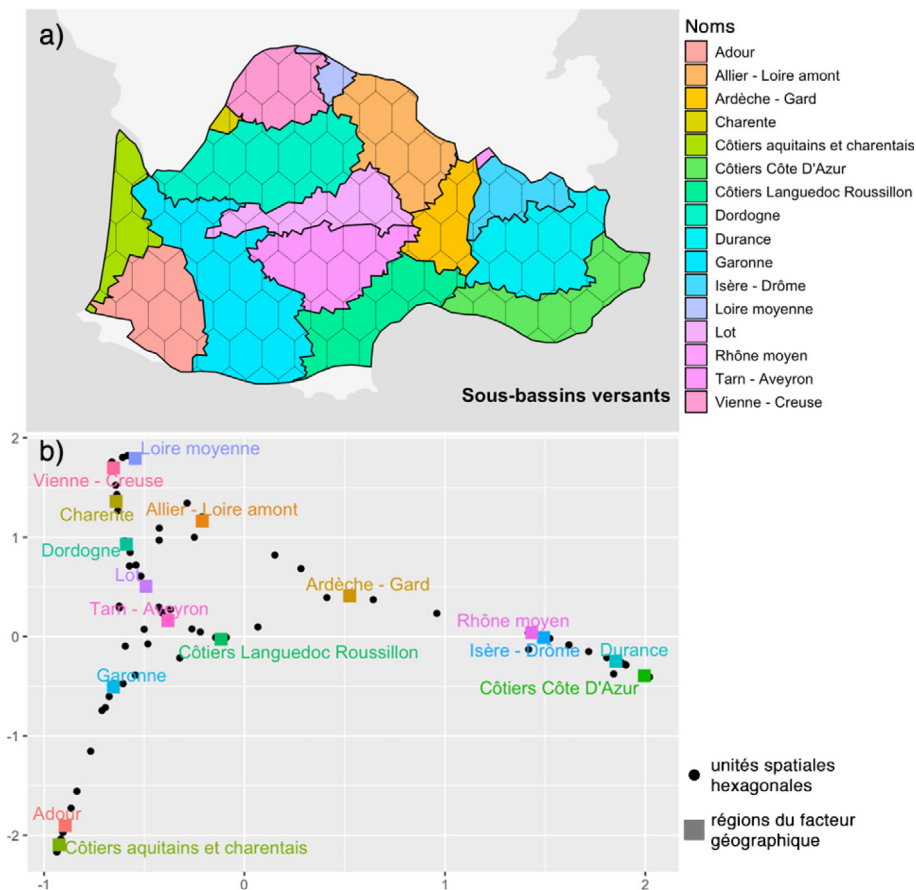 a)
Noms
Adour
Allier - Loire amont
Ardèche - Gard
Charente
Côtiers aquitains et charentais
Côtiers Côte D'Azur
Côtiers Languedoc Roussillon
Dordogne
Durance
Garonne
Isère - Drôme
Loire moyenne
Lot
Rhône moyen
Tarn - Aveyron
Vienne - Creuse
Sous-bassins versants
b)
2
1
0
-1
-2
Loire moyenne
Vienne - Creuse
Charente
Allier - Loire amont
Dordogne
Lot
Ardèche - Gard
Tarn - Aveyron
Rhône moyen
Côtiers Languedoc Roussillon
Isère - Drôme
Durance
Garonne
Côtiers Côte D'Azur
Adour
Côtiers aquitains et charentais
-1
0
1
2
unités spatiales
hexagonales
régions du facteur
géographique